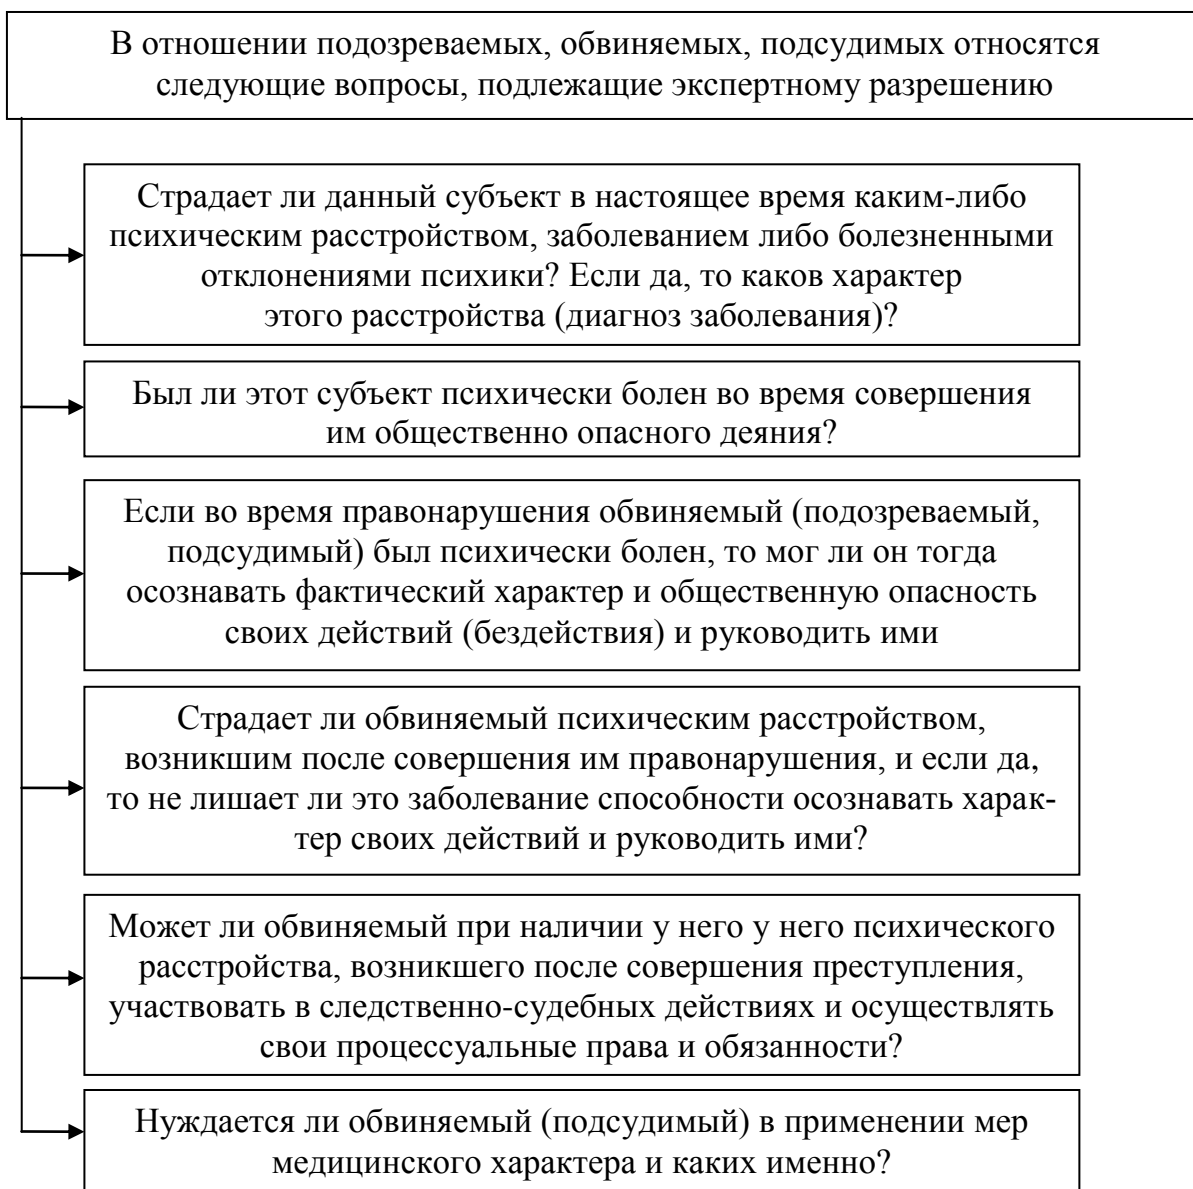 В отношении подозреваемых, обвиняемых, подсудимых относятся
следующие вопросы, подлежащие экспертному разрешению
Страдает ли данный субъект в настоящее время каким-либо
психическим расстройством, заболеванием либо болезненными
отклонениями психики? Если да, то каков характер
этого расстройства (диагноз заболевания)?
Был ли этот субъект психически болен во время совершения
им общественно опасного деяния?
Если во время правонарушения обвиняемый (подозреваемый,
подсудимый) был психически болен, то мог ли он тогда
осознавать фактический характер и общественную опасность
своих действий (бездействия) и руководить ими
Страдает ли обвиняемый психическим расстройством,
возникшим после совершения им правонарушения, и если да,
то не лишает ли это заболевание способности осознавать харак-
тер своих действий и руководить ими?
Может ли обвиняемый при наличии у него у него психического
расстройства, возникшего после совершения преступления,
участвовать в следственно-судебных действиях и осуществлять
свои процессуальные права и обязанности?
Нуждается ли обвиняемый (подсудимый) в применении мер
медицинского характера и каких именно?